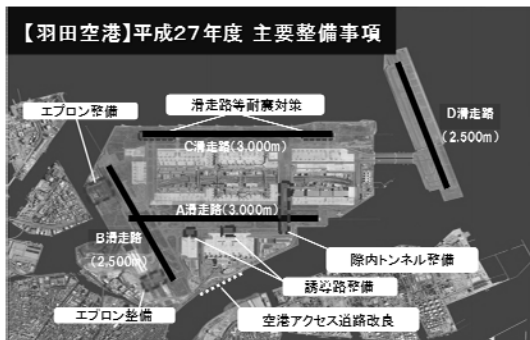 【羽田空港】平成27年度 主要整備事項
エプロン整備
滑走路等耐震対策
C滑走路(3,000m)
D滑走路
(2,500m)
A滑走路(3,000m)
B滑走路
(2,500m)
際内トンネル整備
誘導路整備
エプロン整備
空港アクセス道路改良